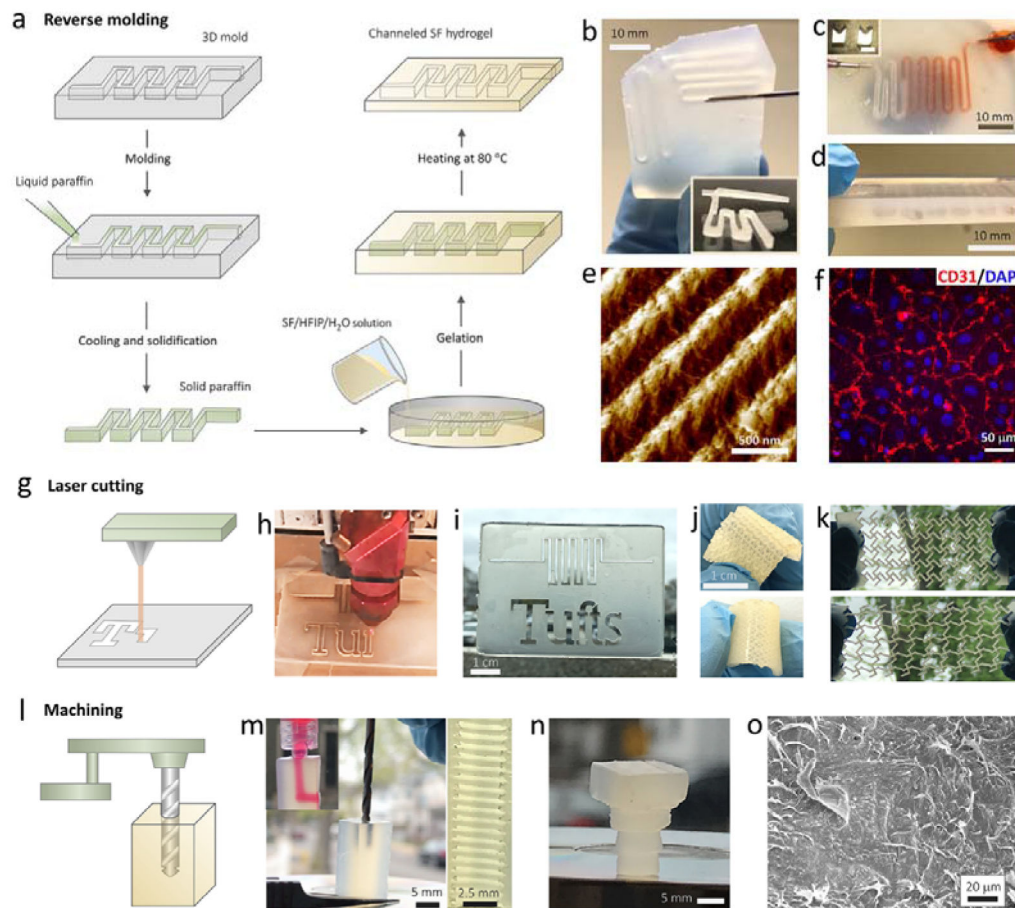 a Reverse molding
3D mold
Molding
Liquid paraffin
Cooling and solidification
Solid paraffin
Channeled SF hydrogel
Heating at 80 °C
Gelation
SF/HFIP/H₂O solution
b
10 mm
c
10 mm
d
10 mm
e
500 nm
f
CD31/DAP
50 μm
g Laser cutting
h
Tuf
i
Tufts
1 cm
j
1 cm
k
l Machining
m
5 mm
2.5 mm
n
5 mm
o
20 μm